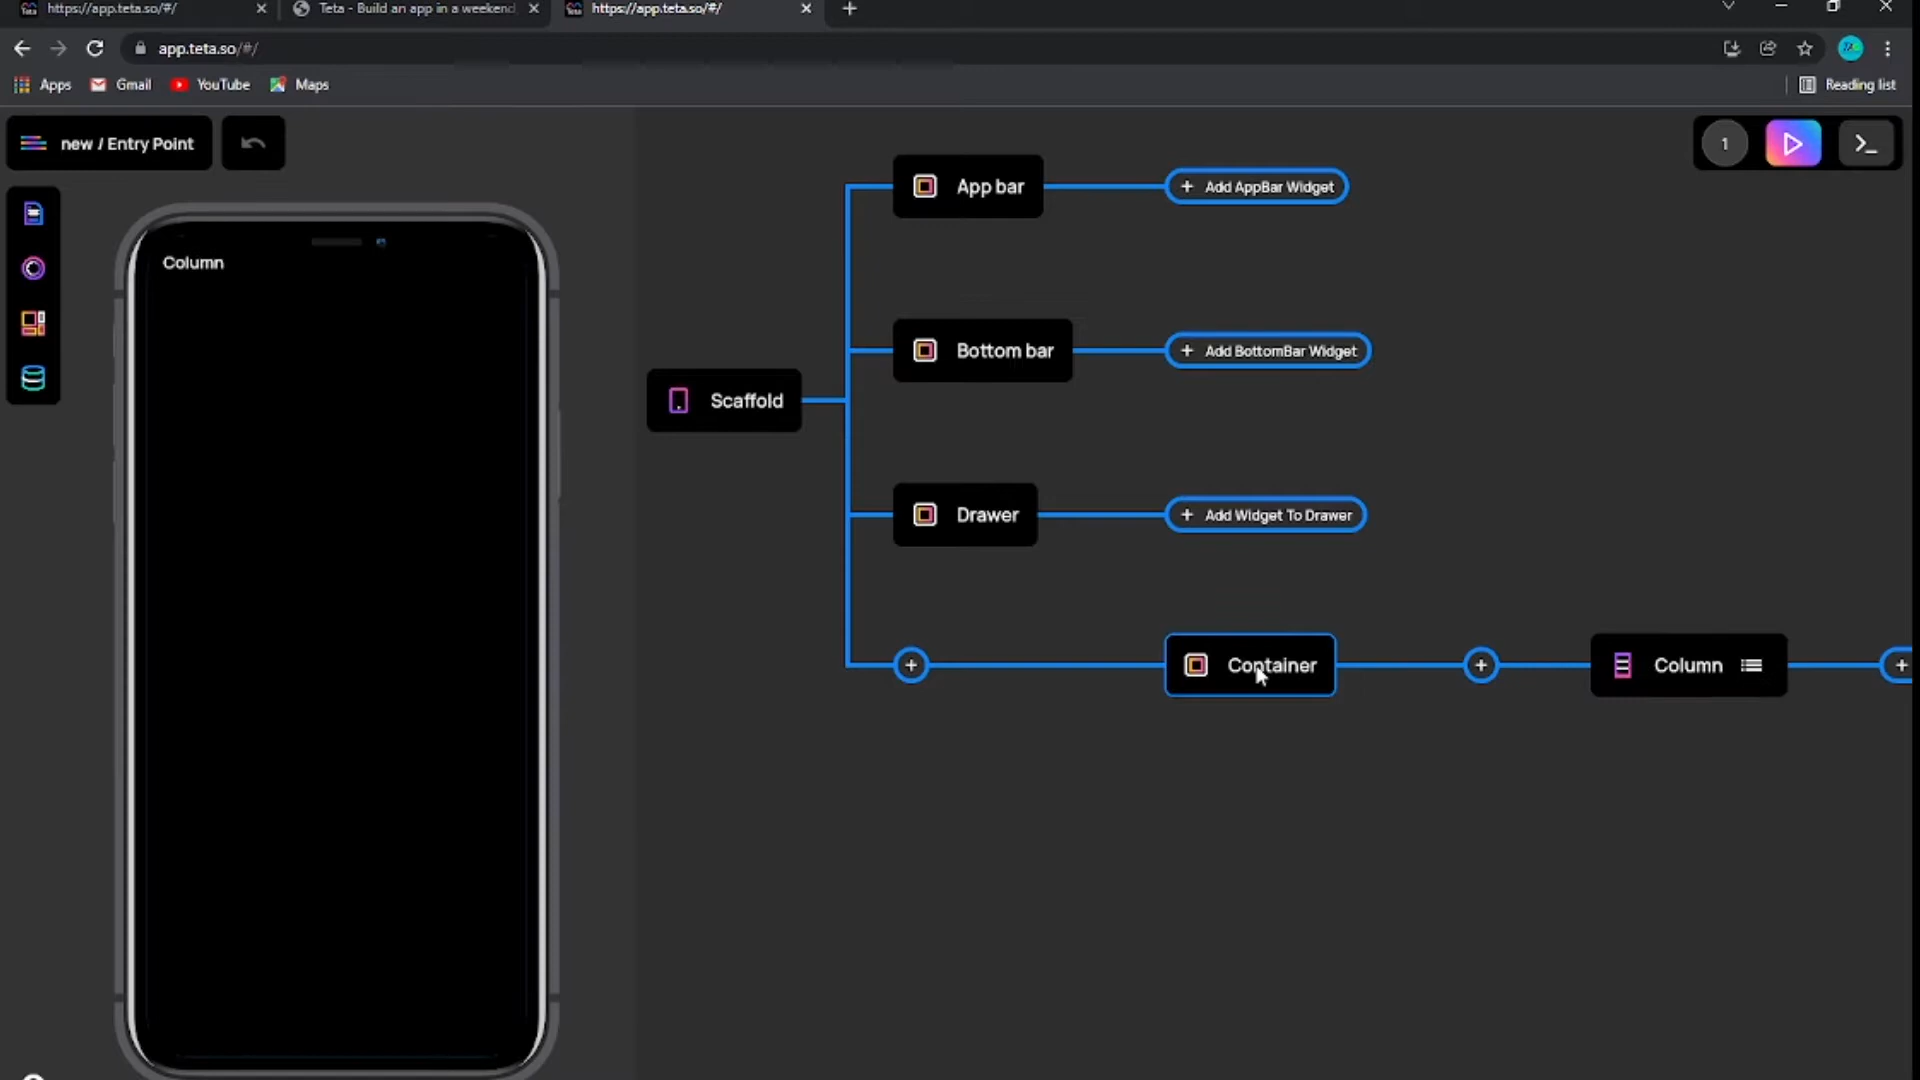 https://app.teta.so/#/
Teta - Build an app in a weekend
https://app.teta.so/#/
app.teta.so/#/
Apps
Gmail
YouTube
Maps
Reading list
new / Entry Point
1
App bar
+ Add AppBar Widget
Column
Bottom bar
+ Add BottomBar Widget
Scaffold
Drawer
+ Add Widget To Drawer
Container
Column